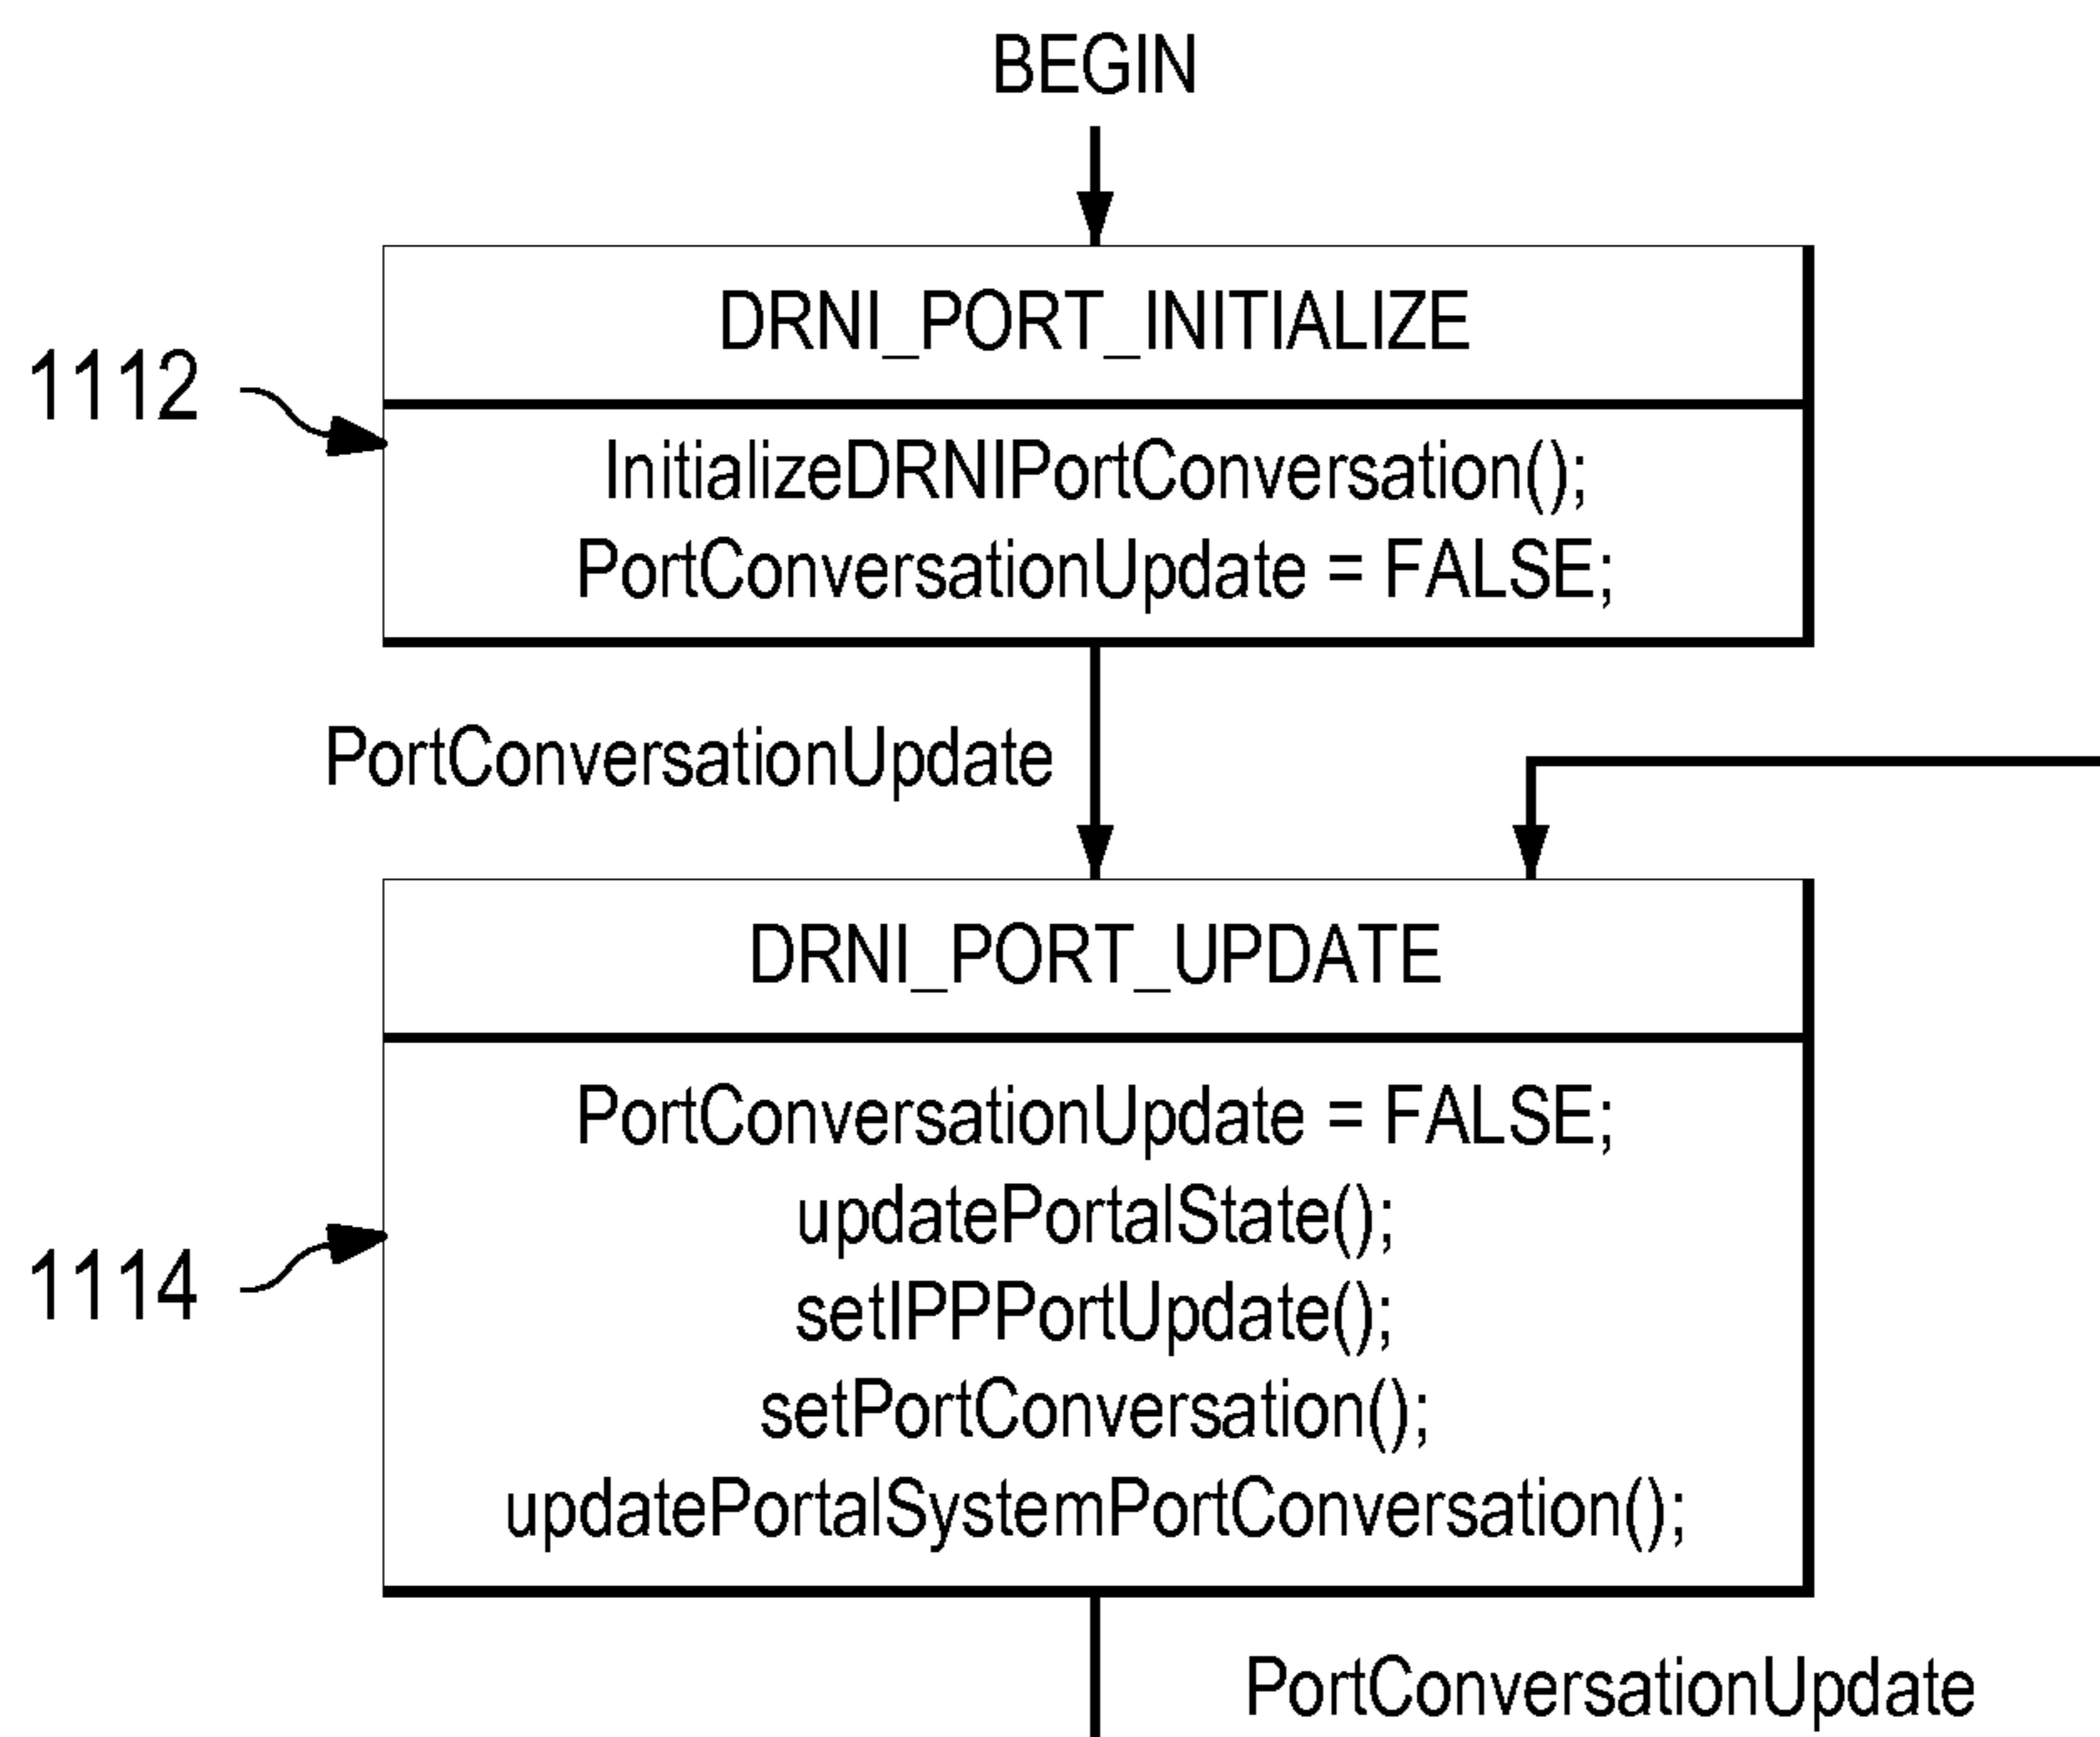 BEGIN
DRNI_PORT_INITIALIZE
1112
InitializeDRNIPortConversation();
PortConversationUpdate = FALSE;
PortConversationUpdate
DRNI_PORT_UPDATE
PortConversationUpdate = FALSE;
updatePortalState();
1114
setIPPPortUpdate();
setPortConversation();
updatePortalSystemPortConversation();
PortConversationUpdate